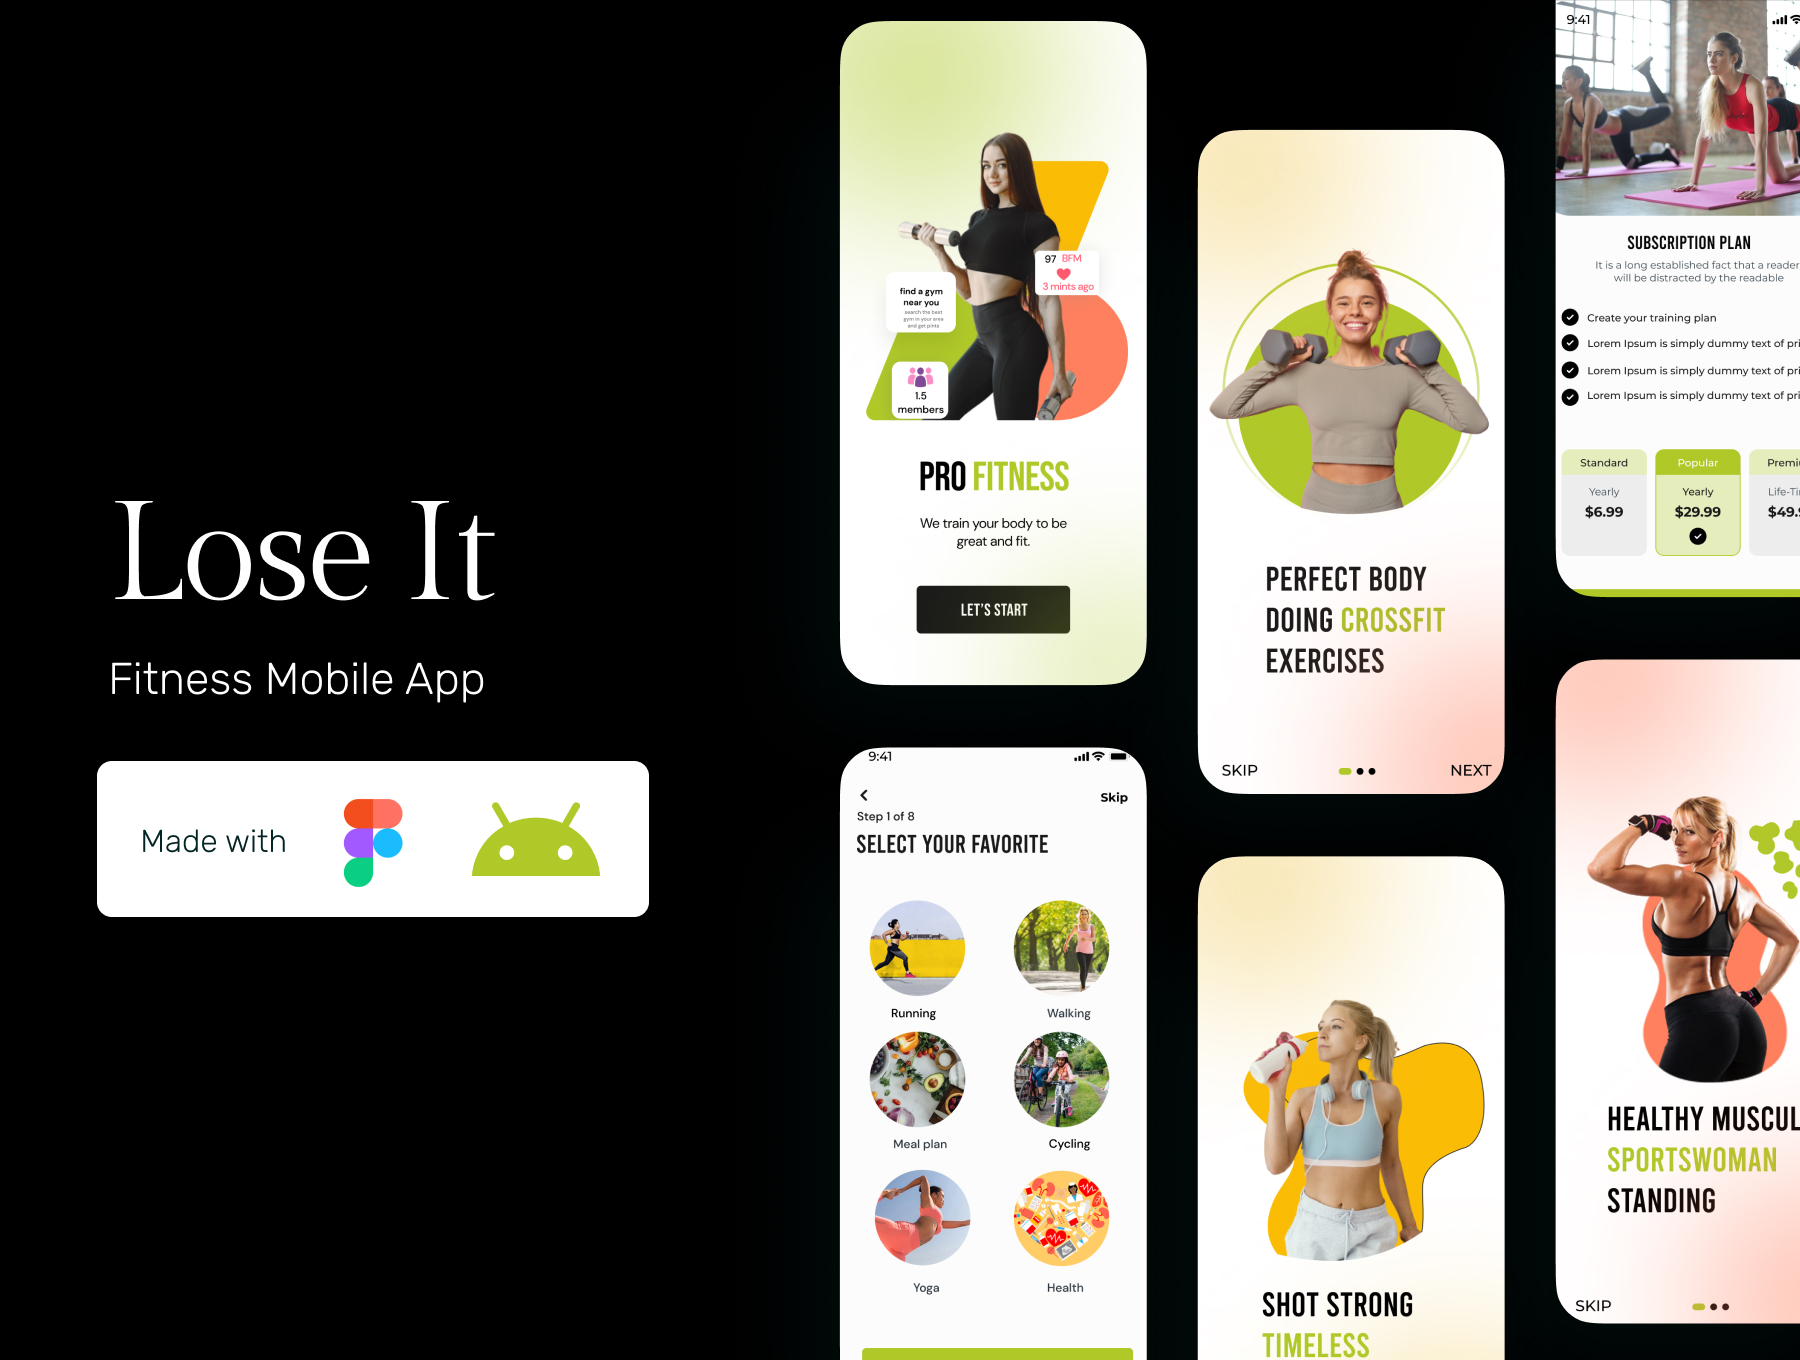 Lose It
Fitness Mobile App
Made with
find a gym
near you
search the best
gym in your area
and get pinta
97 BFM
3 mints ago
1.5
members
PRO FITNESS
We train your body to be
great and fit.
LET'S START
9:41
Skip
Step 1 of 8
SELECT YOUR FAVORITE
Running
Walking
Meal plan
Cycling
Yoga
Health
PERFECT BODY
DOING CROSSFIT
EXERCISES
SKIP
NEXT
SHOT STRONG
TIMELESS
9:41
SUBSCRIPTION PLAN
It is a long established fact that a reader
will be distracted by the readable
Create your training plan
Lorem Ipsum is simply dummy text of pri
Lorem Ipsum is simply dummy text of pri
Lorem Ipsum is simply dummy text of pri
Standard
Yearly
$6.99
Popular
Yearly
$29.99
Premiu
Life-Ti
$49.9
HEALTHY MUSCUL
SPORTSWOMAN
STANDING
SKIP